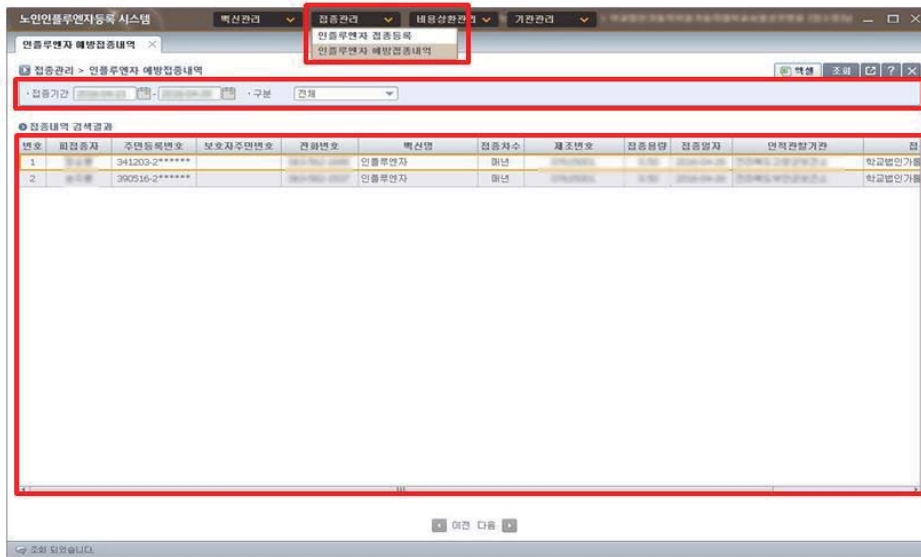 노인인플루엔자등록 시스템 백신관리 접종관리 비용상환관리 기관관리
인플루엔자 접종등록
인플루엔자 예방접종내역
인플루엔자 예방접종내역
접종관리 > 인플루엔자 예방접종내역 엑셀 조회 ? X
·접종기간 - ·구분 전체
접종내역 검색결과
번호 피접종자 주민등록번호 보호자주민번호 전화번호 백신명 접종차수 제조번호 접종용량 접종일자 인적관할기관 접
1 341203-2****** 인플루엔자 매년 학교법인가톨
2 390516-2****** 인플루엔자 매년 학교법인가톨
이전 다음
조회 되었습니다.